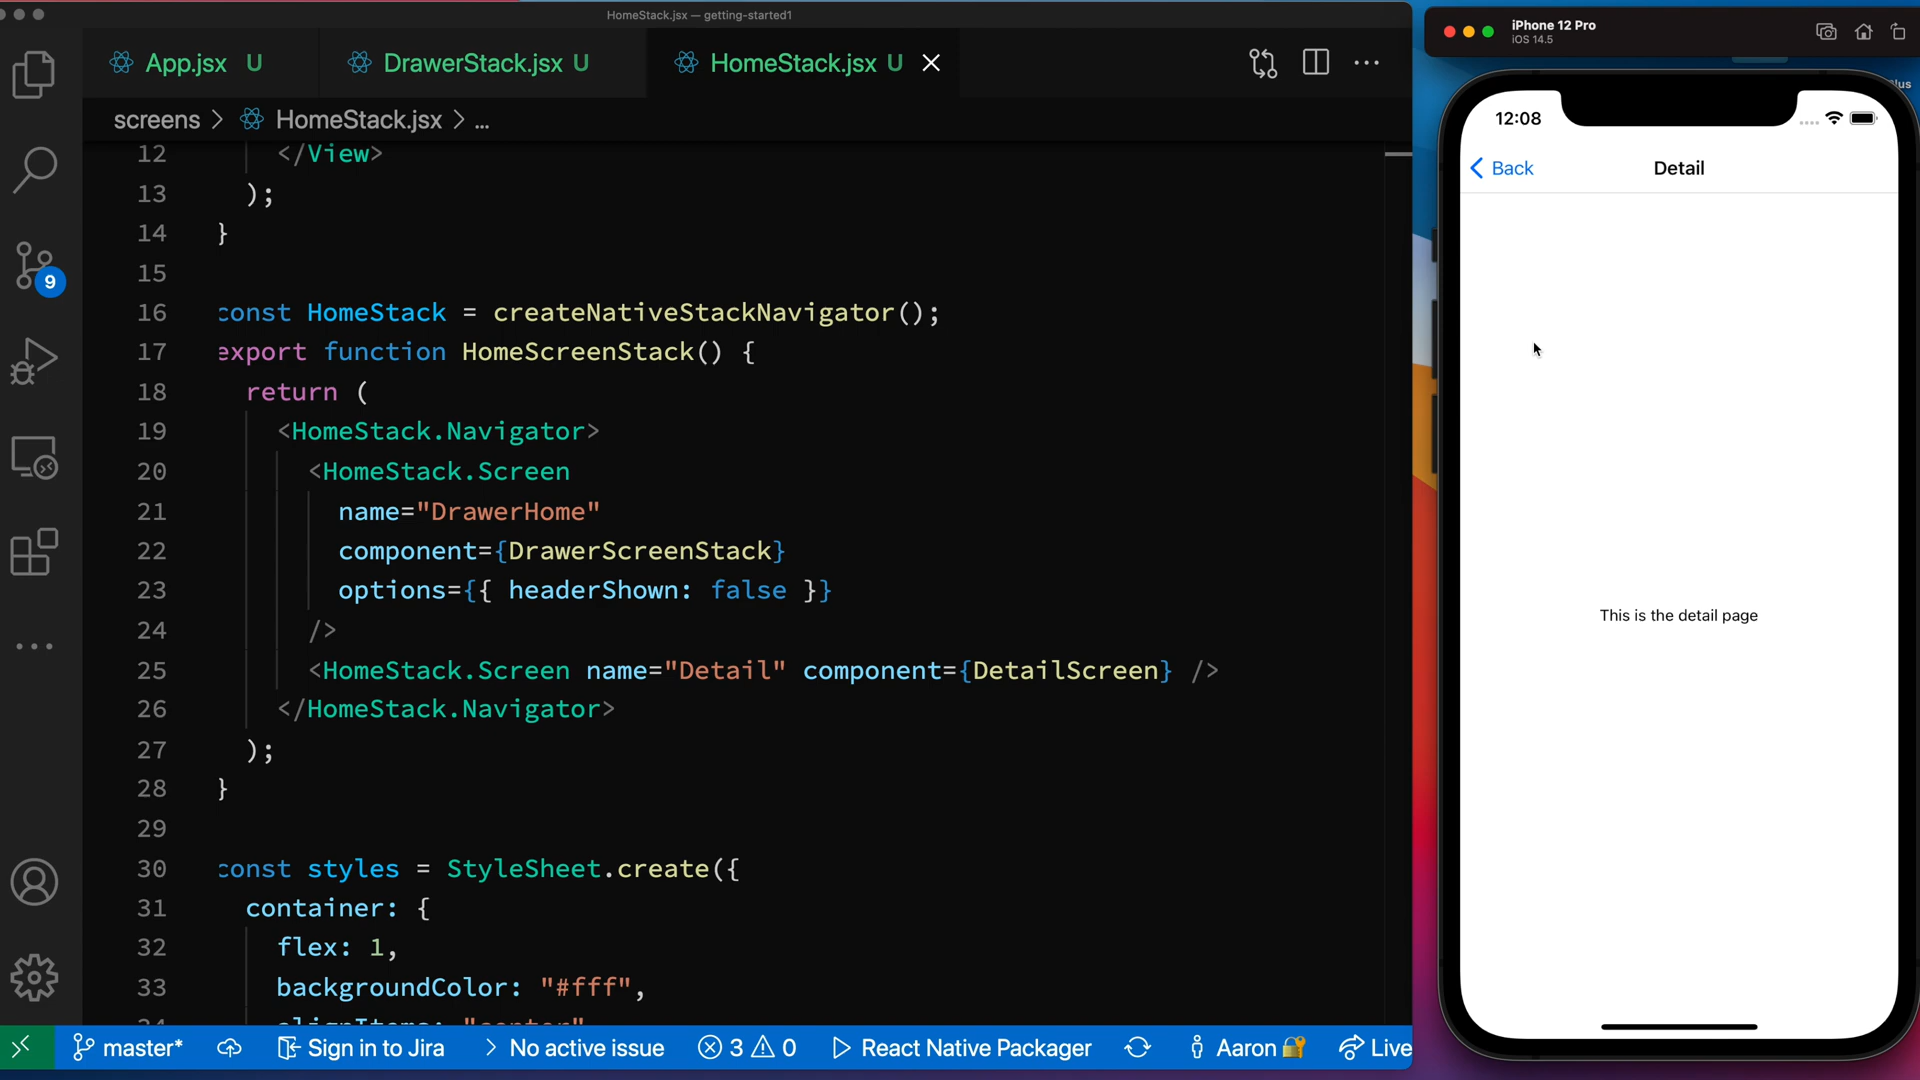 HomeStack.jsx — getting-started1
App.jsx U
DrawerStack.jsx U
HomeStack.jsx U
screens > HomeStack.jsx > ...
12 </View>
13 );
14 }
15
16 const HomeStack = createNativeStackNavigator();
17 export function HomeScreenStack() {
18 return (
19 <HomeStack.Navigator>
20 <HomeStack.Screen
21 name="DrawerHome"
22 component={DrawerScreenStack}
23 options={{ headerShown: false }}
24 />
25 <HomeStack.Screen name="Detail" component={DetailScreen} />
26 </HomeStack.Navigator>
27 );
28 }
29
30 const styles = StyleSheet.create({
31 container: {
32 flex: 1,
33 backgroundColor: "#fff",
9
master*
Sign in to Jira
No active issue
3
0
React Native Packager
Aaron
Live
iPhone 12 Pro
iOS 14.5
12:08
Back
Detail
This is the detail page